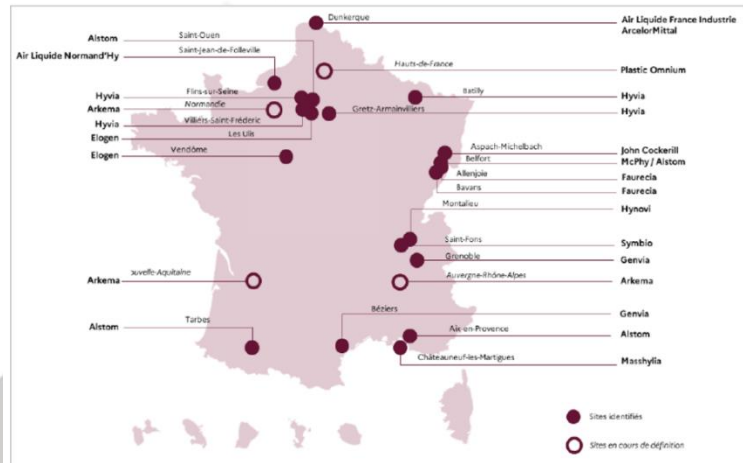 Dunkerque
Air Liquide France Industrie
ArcelorMittal
Alstom
Saint-Ouen
Air Liquide Normand'Hy
Saint-Jean-de-Folleville
Hauts-de-France
Plastic Omnium
Hyvia
Flins-sur-Seine
Batilly
Hyvia
Arkema
Normandie
Gretz-Armainvilliers
Hyvia
Hyvia
Villiers-Saint-Fréderic
Elogen
Les Ulis
Elogen
Vendôme
Aspach-Michelbach
John Cockerill
Belfort
McPhy / Alstom
Allenjoie
Faurecia
Bavans
Faurecia
Montalieu
Hynovi
Saint-Fons
Symbio
Grenoble
Genvia
Arkema
ouvelle-Aquitaine
Auvergne-Rhône-Alpes
Arkema
Béziers
Genvia
Alstom
Tarbes
Aix-en-Provence
Alstom
Châteauneuf-les-Martigues
Masshylia
Sites identifiés
Sites en cours de définition